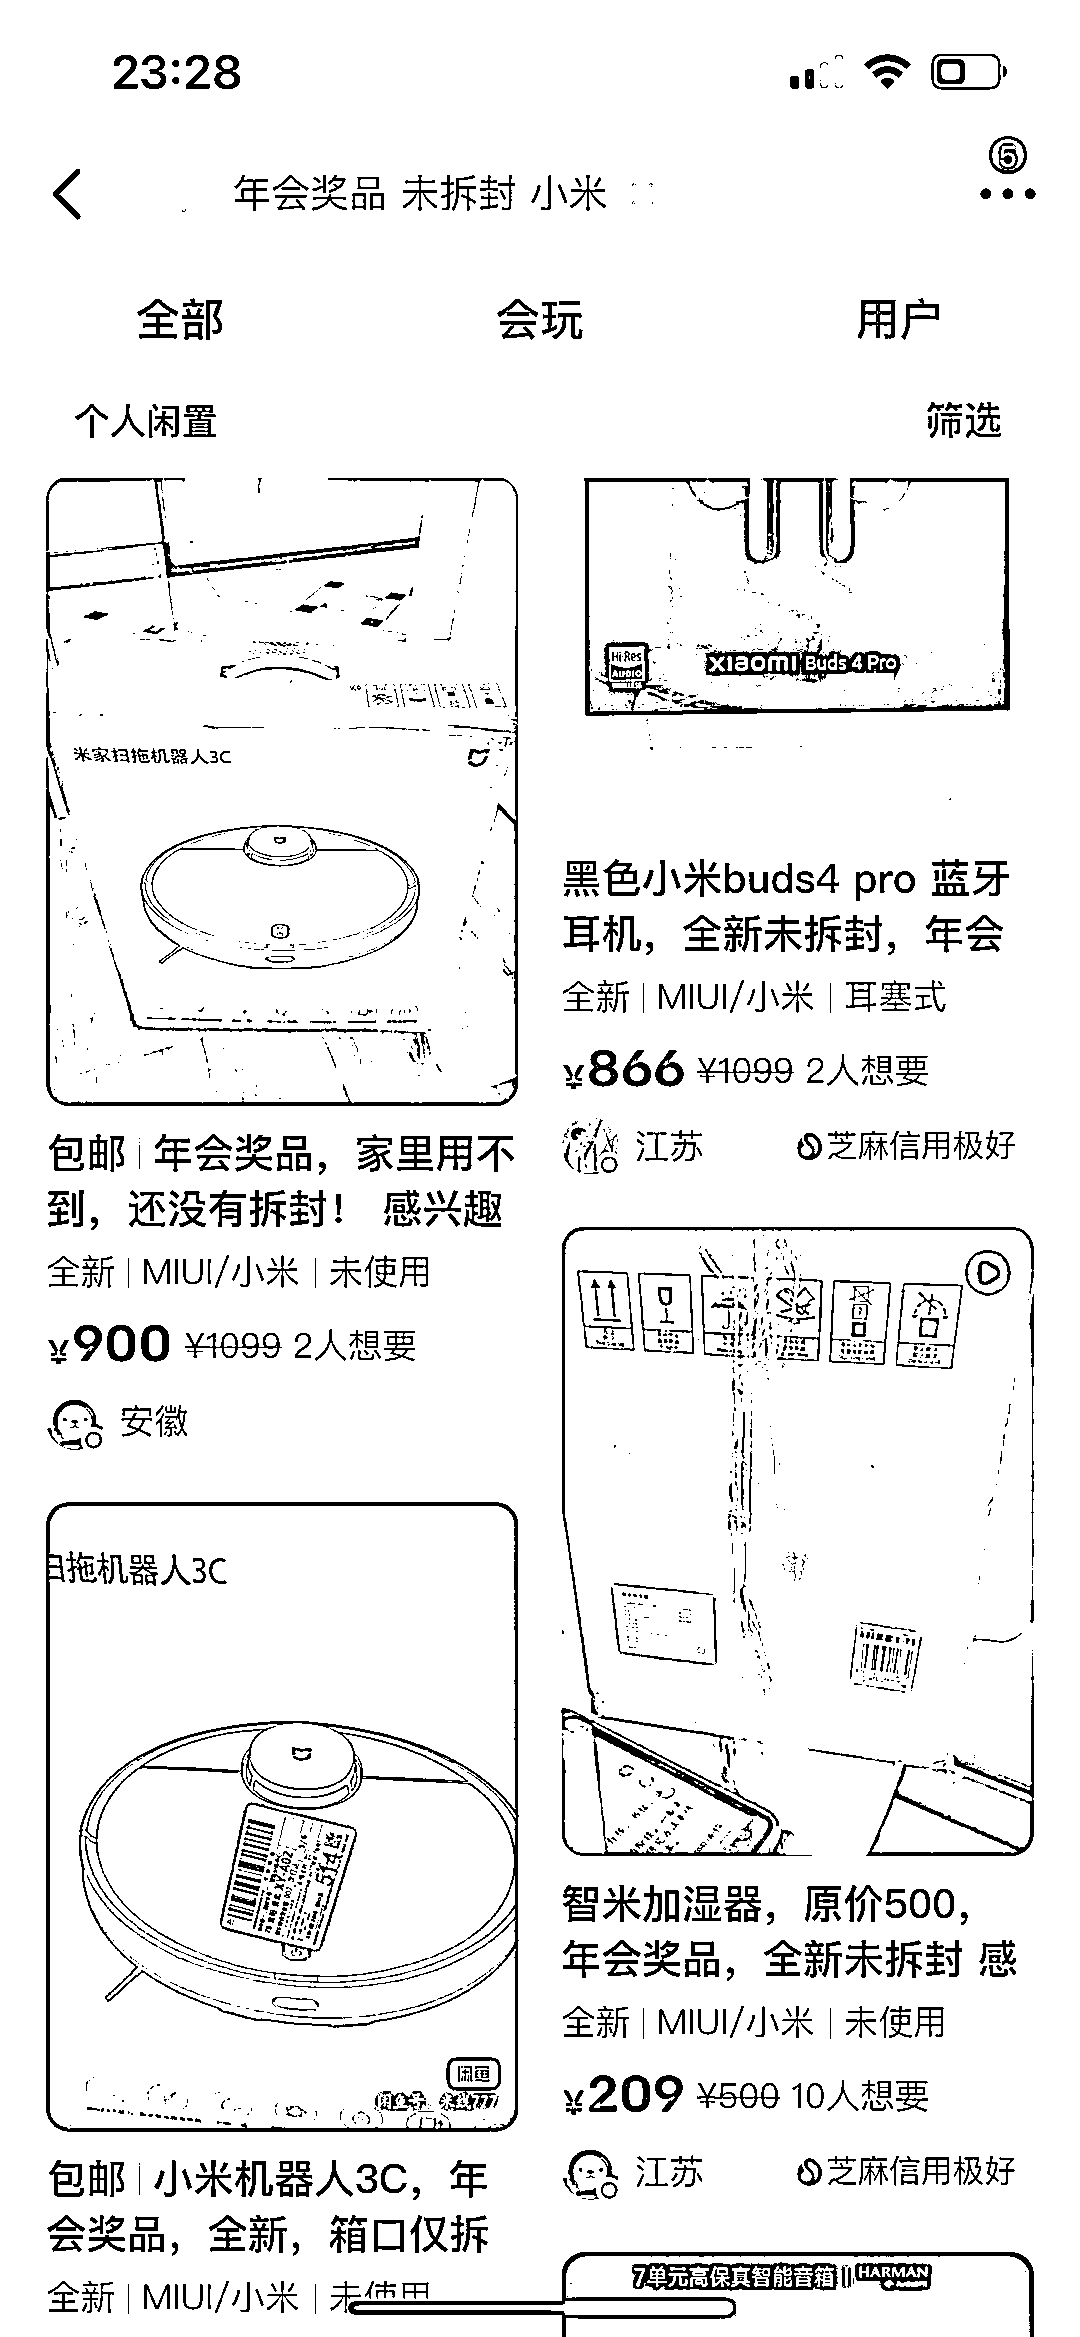 23:28
5
年会奖品 未拆封 小米
全部
会玩
用户
个人闲置
筛选
米家扫拖机器人3C
包邮 | 年会奖品，家里用不
到，还没有拆封！ 感兴趣
全新 | MIUI/小米 | 未使用
¥900 ¥1099 2人想要
安徽
扫拖机器人3C
闲鱼
包邮 | 小米机器人3C，年
会奖品，全新，箱口仅拆
全新 | MIUI/小米 | 未使用
Hi-Res
AUDIO
xiaomi Buds 4 Pro
黑色小米buds4 pro 蓝牙
耳机，全新未拆封，年会
全新 | MIUI/小米 | 耳塞式
¥866 ¥1099 2人想要
江苏
芝麻信用极好
智米加湿器，原价500，
年会奖品，全新未拆封 感
全新 | MIUI/小米 | 未使用
¥209 ¥500 10人想要
江苏
芝麻信用极好
7单元高保真智能音箱 HARMAN